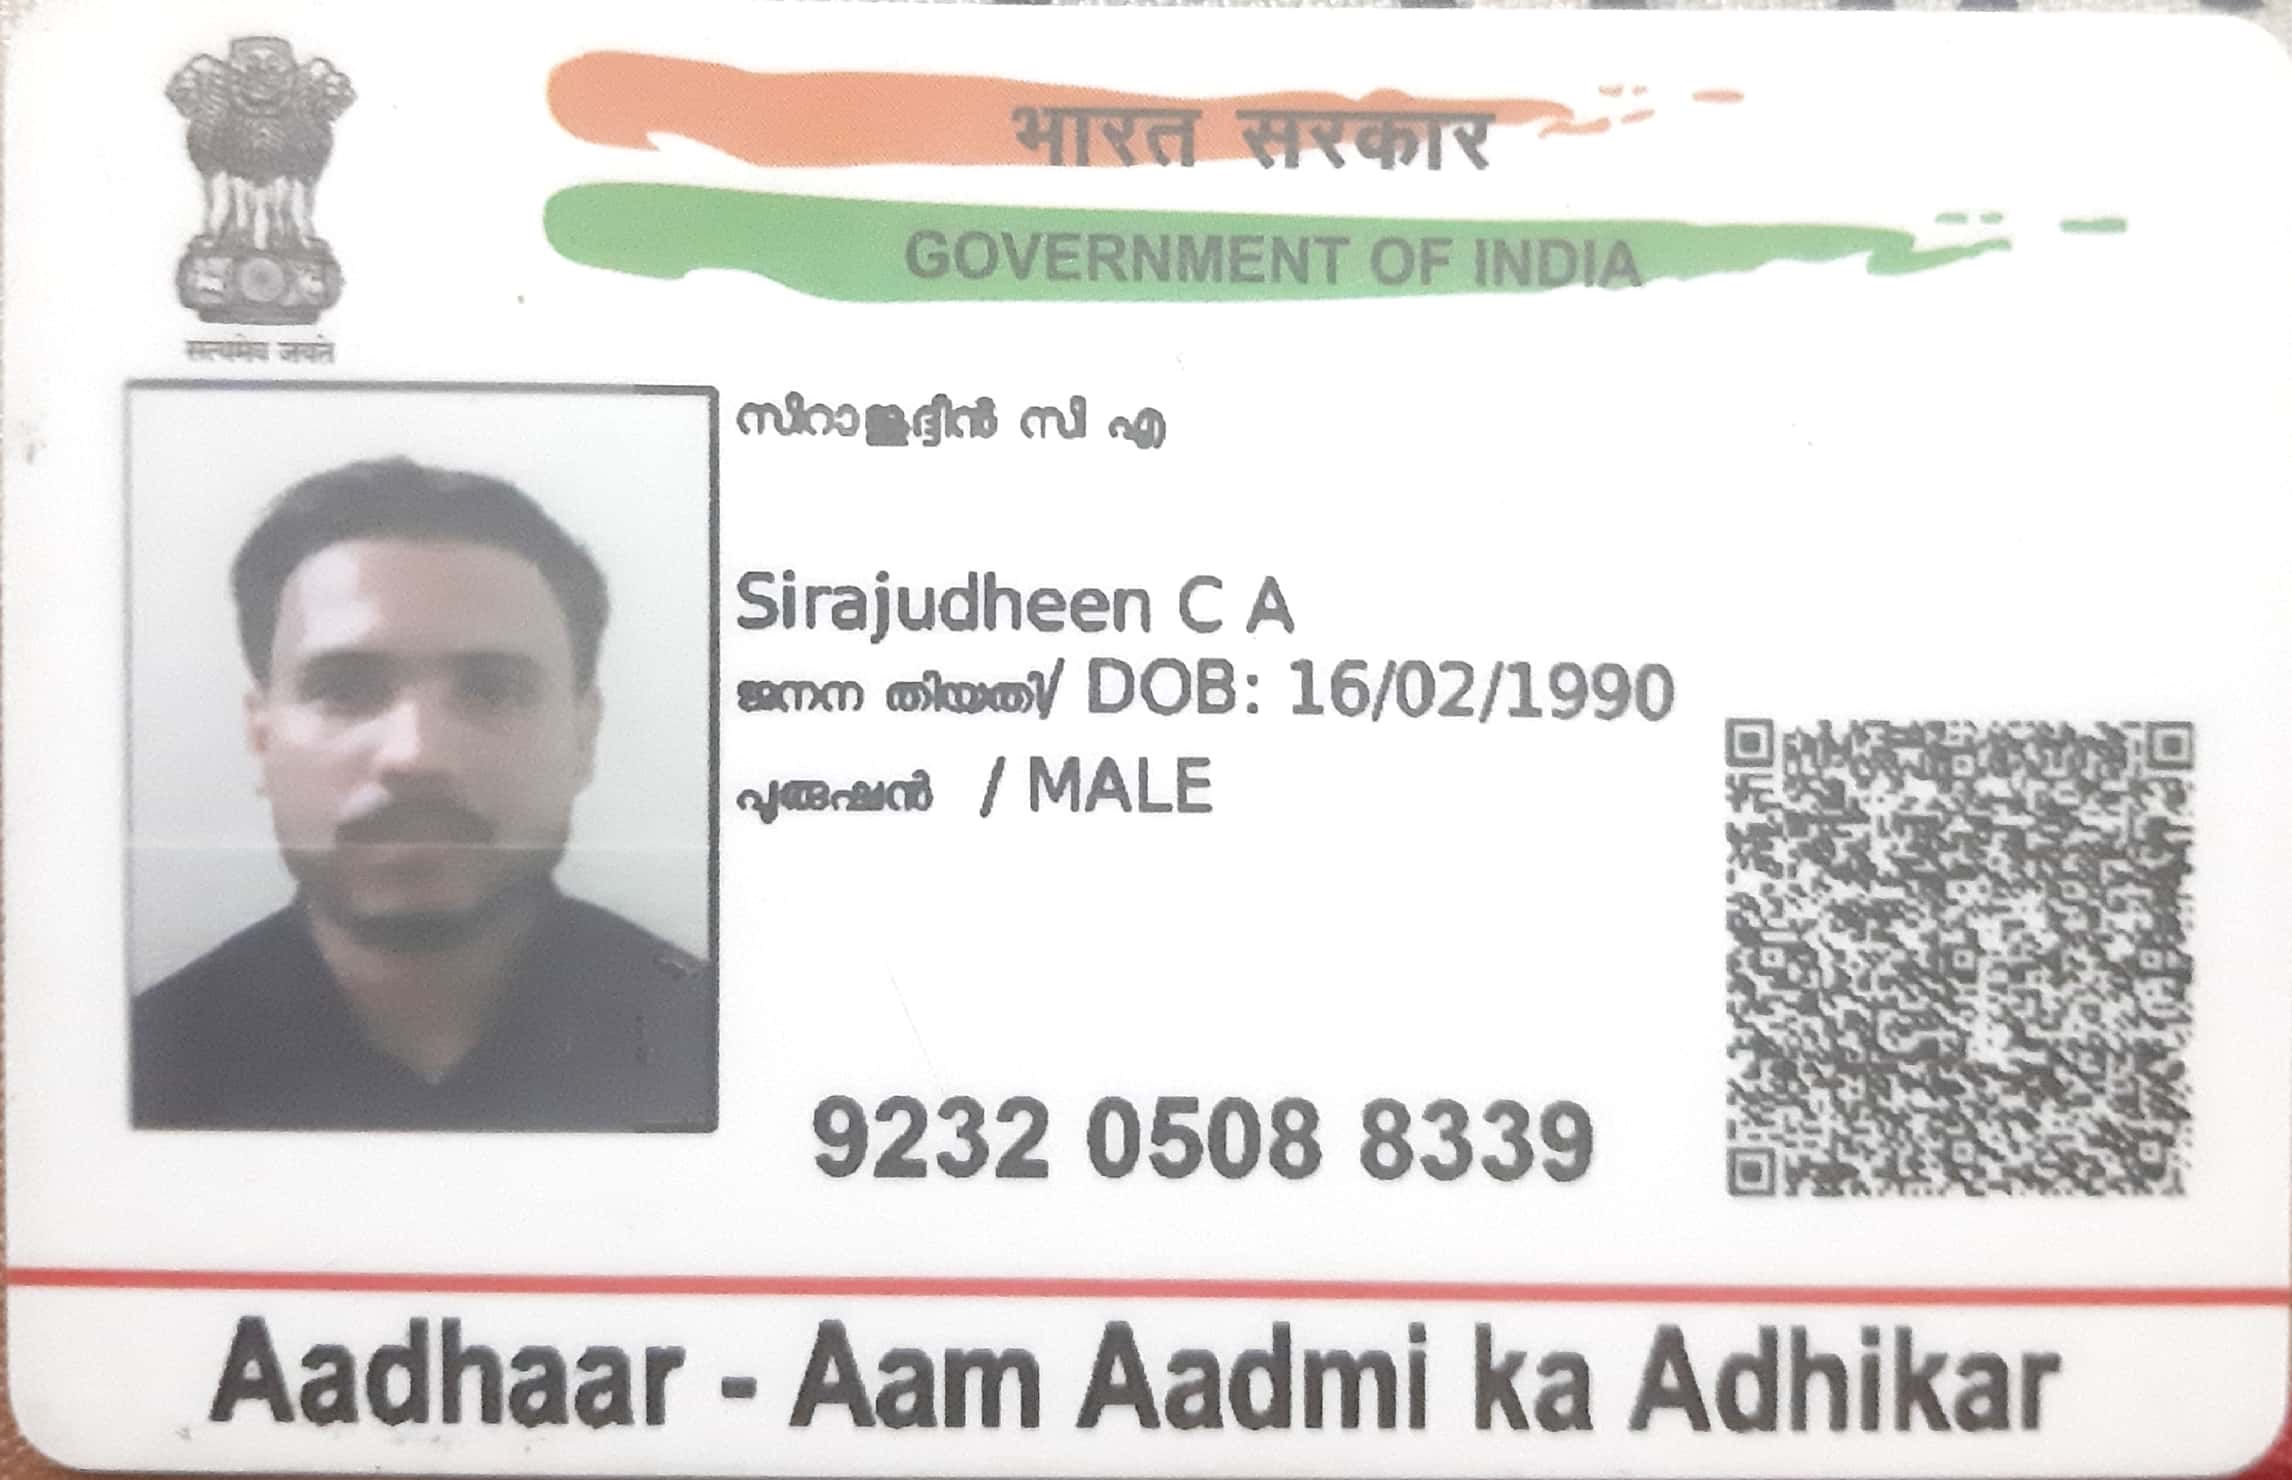 भारत सरकार
GOVERNMENT OF INDIA
सत्यमेव जयते
സിറാജുദ്ദീൻ സി എ
Sirajudheen C A
ജനന തിയതി/ DOB: 16/02/1990
പുരുഷൻ / MALE
9232 0508 8339
Aadhaar - Aam Aadmi ka Adhikar